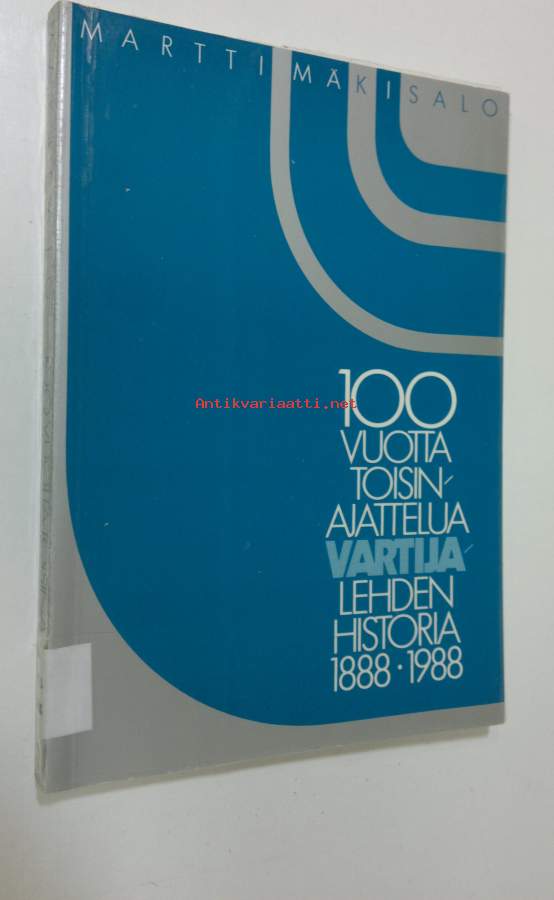 MARTTI MÄKISALO
Antikvariaatti.net
100
VUOTTA
TOISIN-
AJATTELUA
VARTIJA-
LEHDEN
HISTORIA
1888 • 1988